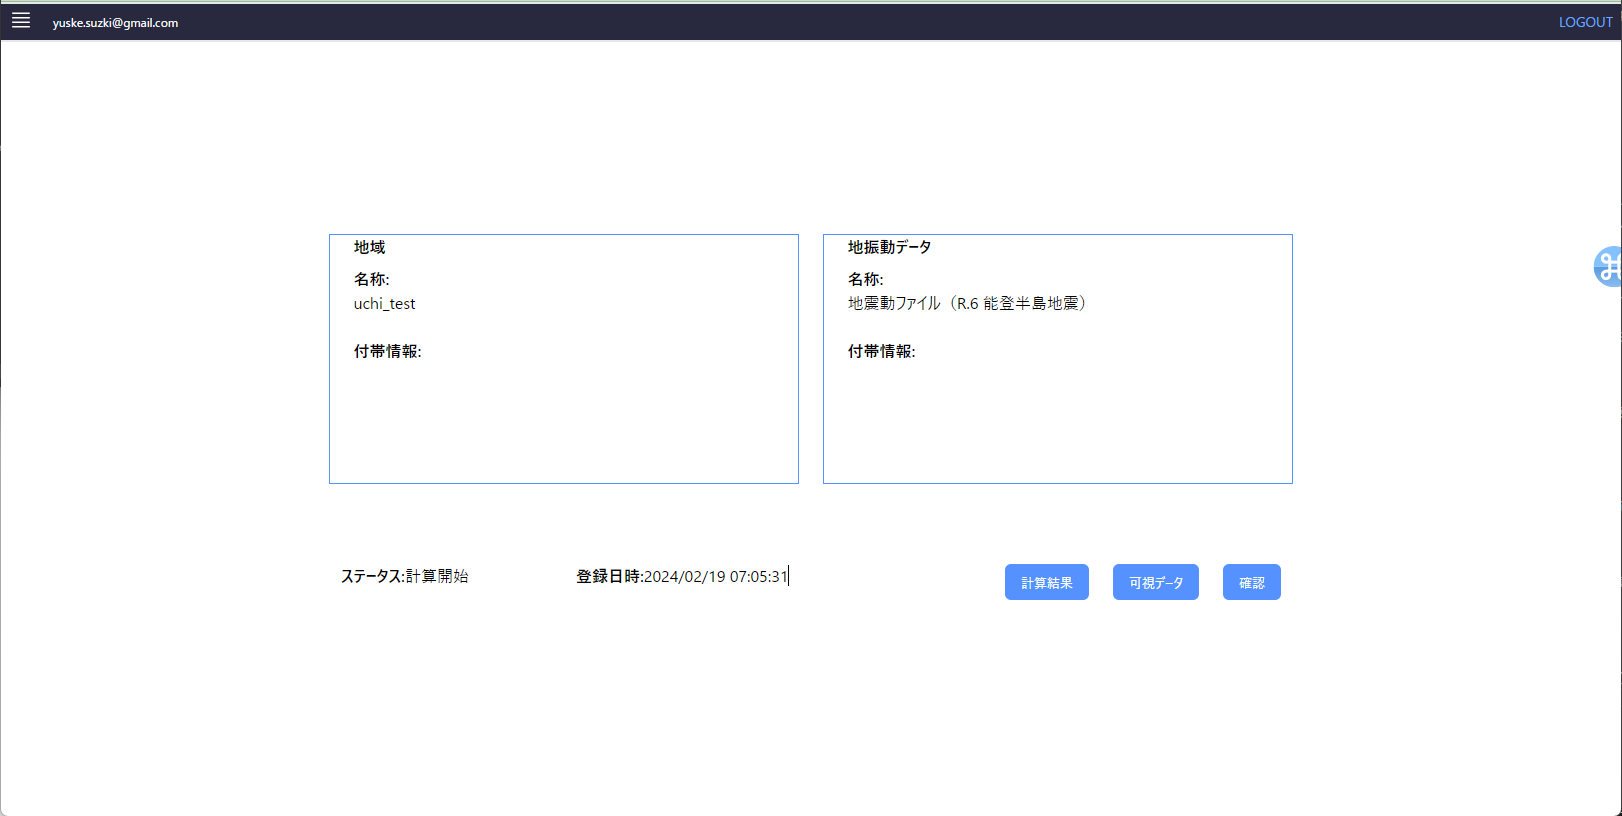 yuske.suzki@gmail.com
LOGOUT
地域
名称:
uchi_test
付帯情報:
地振動データ
名称:
地震動ファイル（R.6 能登半島地震）
付帯情報:
ステータス:計算開始
登録日時:2024/02/19 07:05:31
計算結果
可視データ
確認